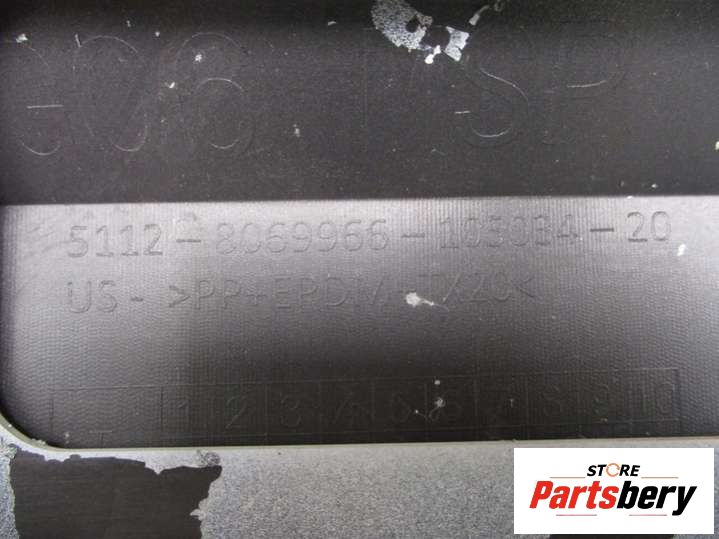 5112-8069966-105034-20
US- >PP+EPDM-TX20<
1 2 3 4 5 6 7 8 9 10
STORE
Partsbery